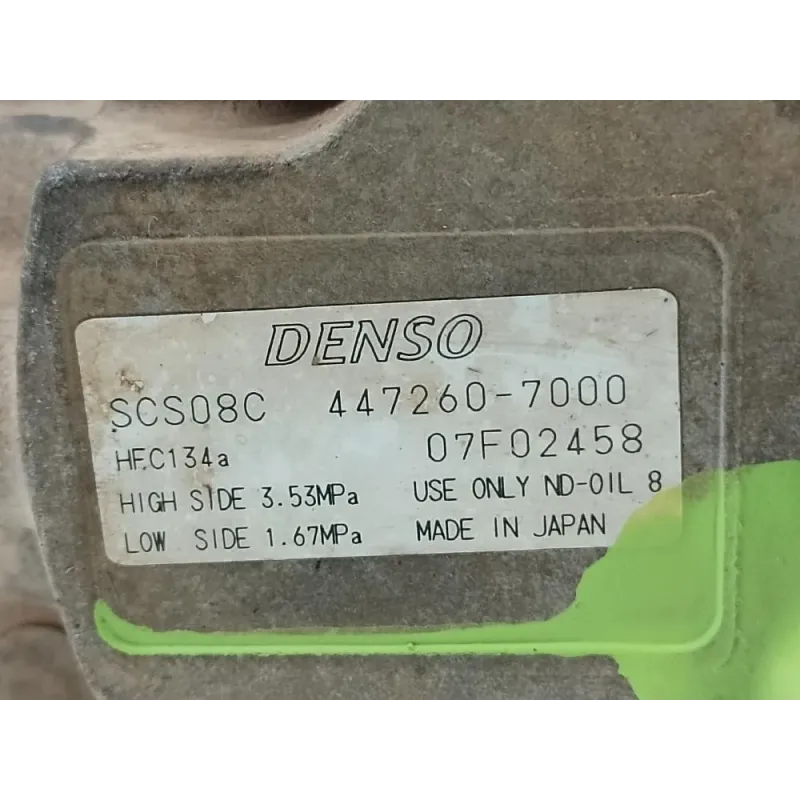 DENSO
SCS08C 447260-7000
HFC134a 07F02458
HIGH SIDE 3.53MPa USE ONLY ND-OIL 8
LOW SIDE 1.67MPa MADE IN JAPAN